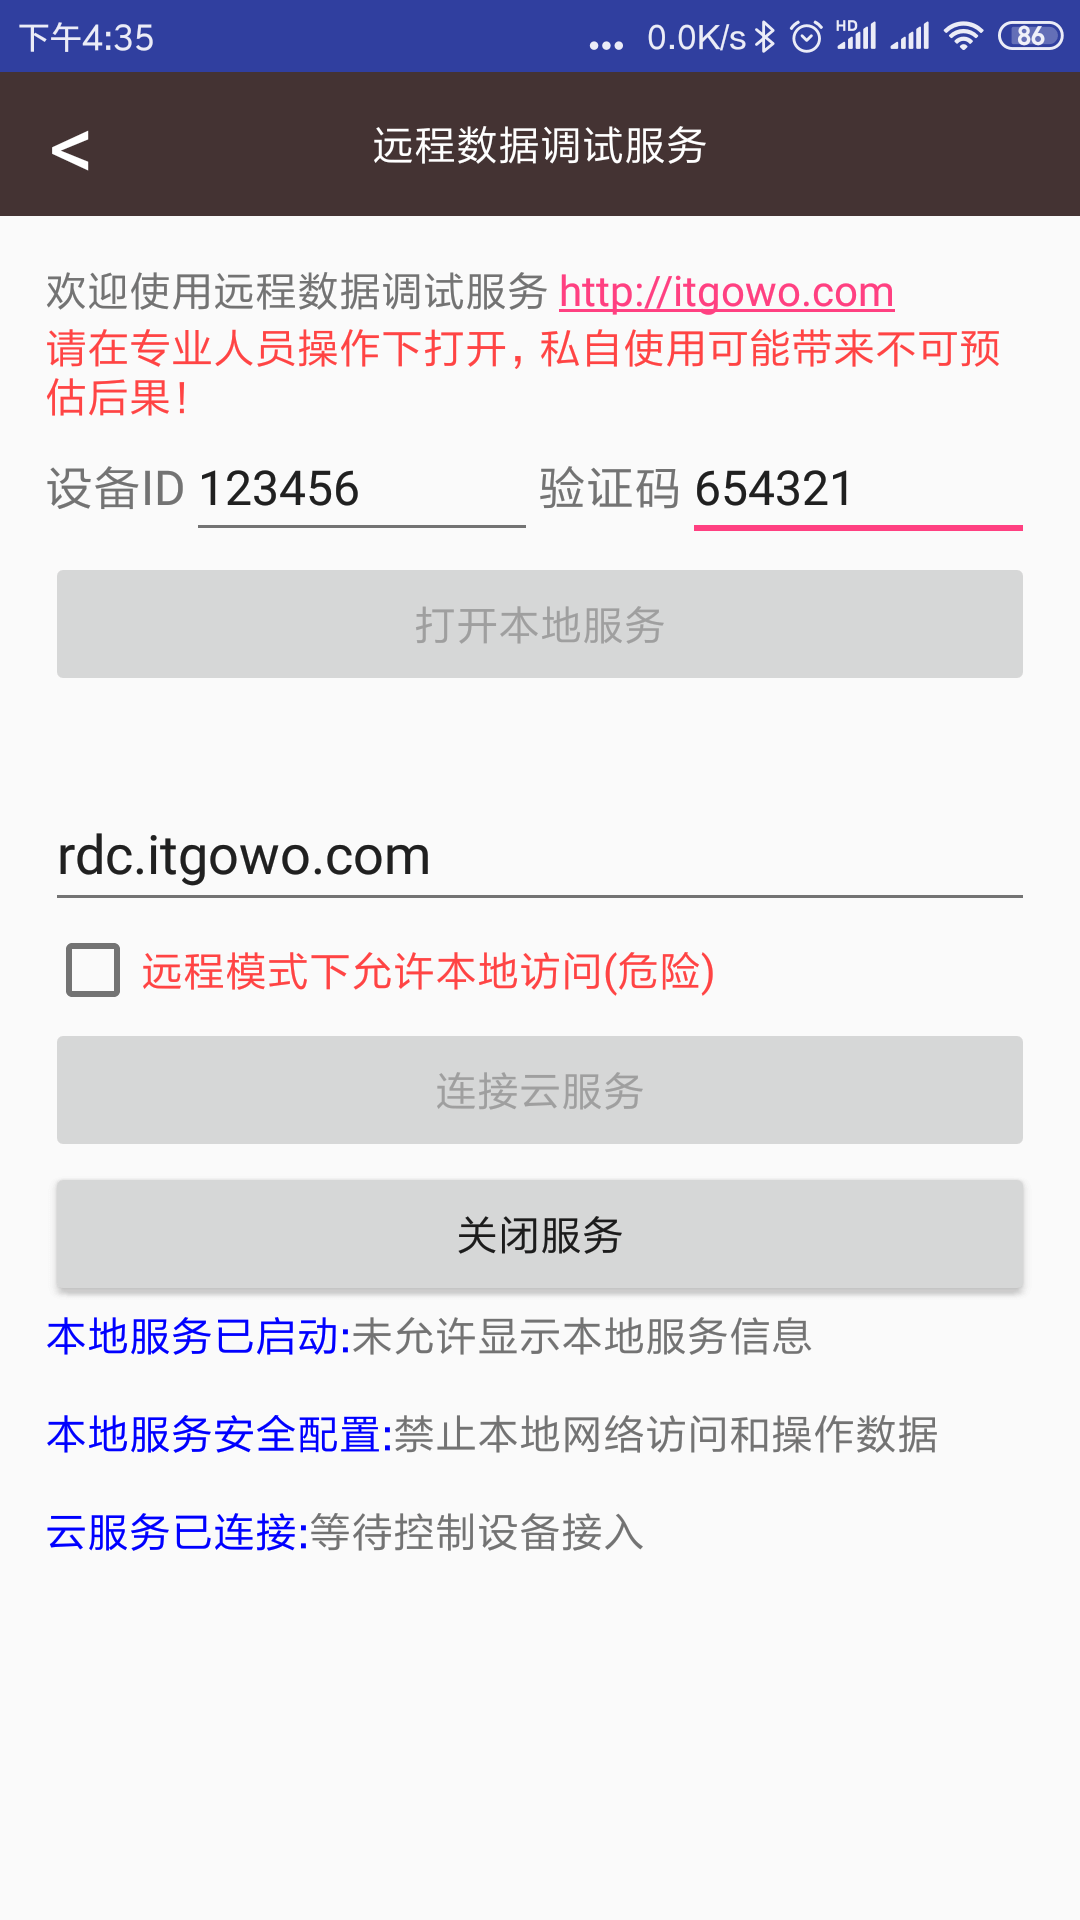 下午4:35 ... 0.0K/s HD 86
< 远程数据调试服务
欢迎使用远程数据调试服务 http://itgowo.com
请在专业人员操作下打开，私自使用可能带来不可预
估后果！
设备ID 123456 验证码 654321
打开本地服务
rdc.itgowo.com
远程模式下允许本地访问(危险)
连接云服务
关闭服务
本地服务已启动:未允许显示本地服务信息
本地服务安全配置:禁止本地网络访问和操作数据
云服务已连接:等待控制设备接入